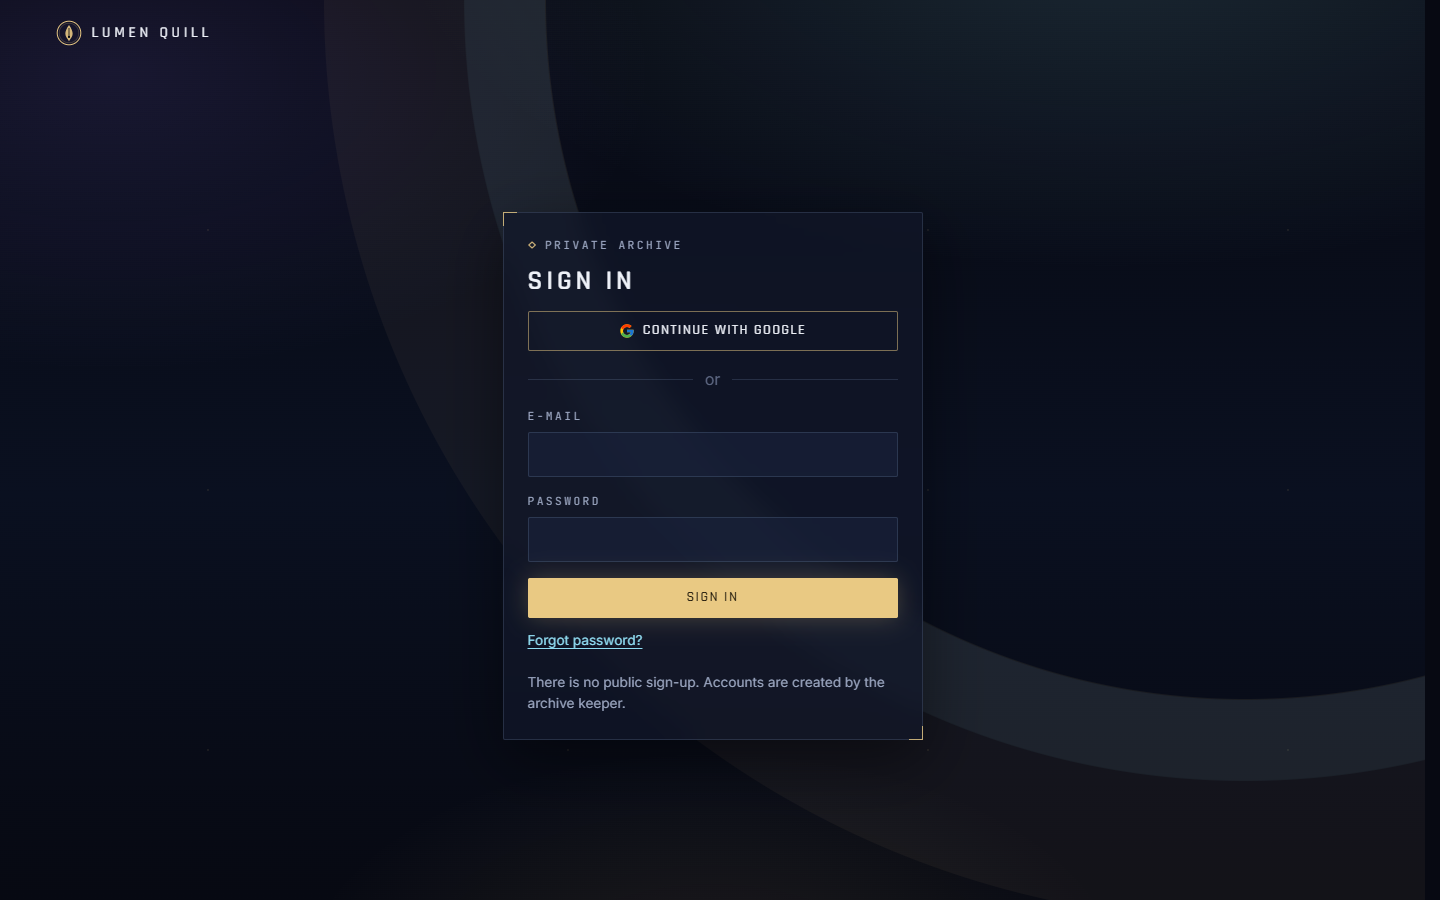 LUMEN QUILL
PRIVATE ARCHIVE
SIGN IN
CONTINUE WITH GOOGLE
or
E-MAIL
PASSWORD
SIGN IN
Forgot password?
There is no public sign-up. Accounts are created by the
archive keeper.